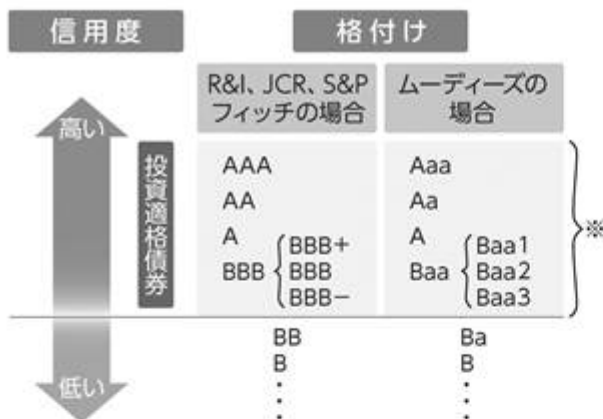 信用度
格付け
R&I、JCR、S&P
フィッチの場合
ムーディーズの
場合
高い
投資適格債券
AAA
Aaa
AA
Aa
A
A
BBB
BBB+
BBB
BBB−
Baa
Baa1
Baa2
Baa3
※
BB
Ba
B
B
低い